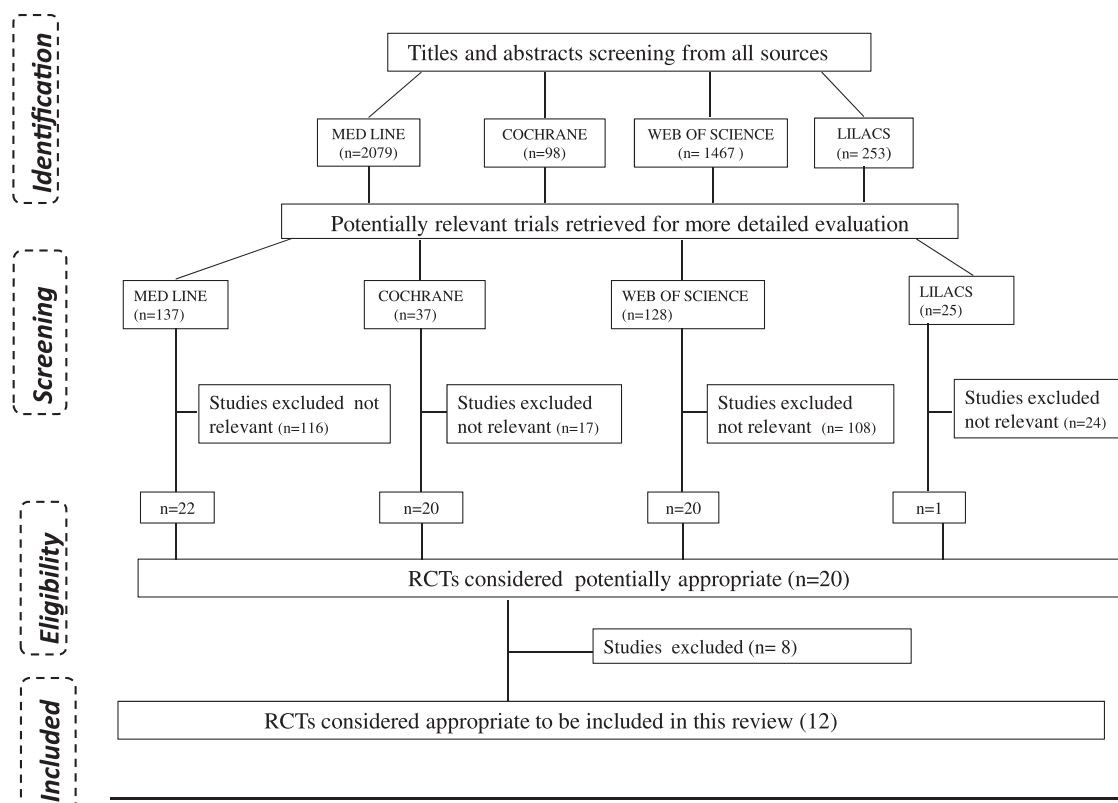 Identification
Titles and abstracts screening from all sources
MED LINE
(n=2079)
COCHRANE
(n=98)
WEB OF SCIENCE
(n= 1467 )
LILACS
(n= 253)
Potentially relevant trials retrieved for more detailed evaluation
Screening
MED LINE
(n=137)
COCHRANE
(n=37)
WEB OF SCIENCE
(n=128)
LILACS
(n=25)
Studies excluded not
relevant (n=116)
Studies excluded
not relevant (n=17)
Studies excluded
not relevant (n= 108)
Studies excluded
not relevant (n=24)
Eligibility
n=22
n=20
n=20
n=1
RCTs considered potentially appropriate (n=20)
Studies excluded (n= 8)
Included
RCTs considered appropriate to be included in this review (12)